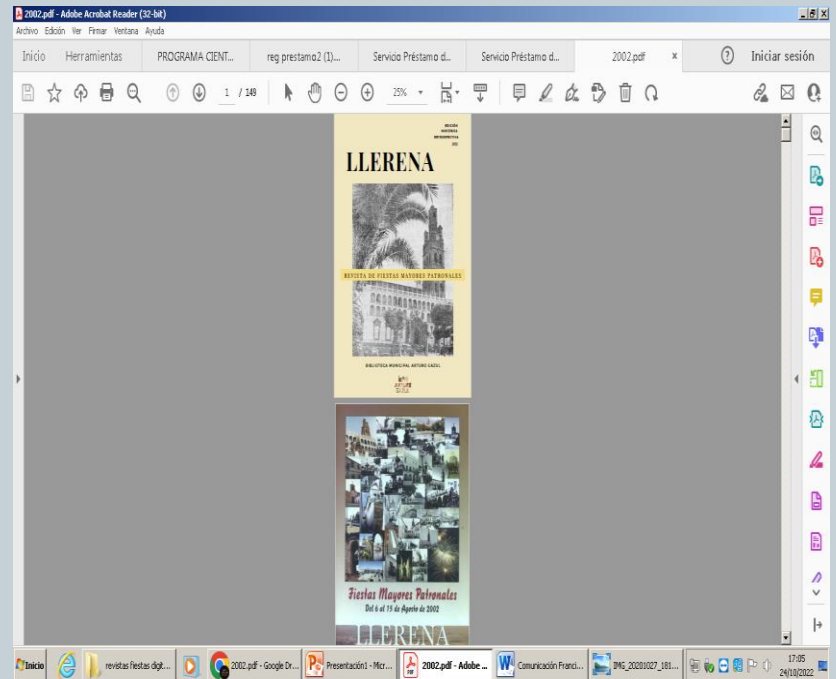 2002.pdf - Adobe Acrobat Reader (32-bit)
Archivo Edición Ver Firmar Ventana Ayuda
Inicio Herramientas PROGRAMA CIENT... reg prestamo2 (1)... Servicio Préstamo d... Servicio Préstamo d... 2002.pdf x Iniciar sesión
1 / 149 25%
SECCIÓN
HISTÓRICA
RETROSPECTIVA
LLERENA
REVISTA DE FIESTAS MAYORES PATRONALES
BIBLIOTECA MUNICIPAL ARTURO GAZUL
Fiestas Mayores Patronales
Del 6 al 15 de Agosto de 2002
LLERENA
Inicio revistas fiestas digit... 2002.pdf - Google Dr... Presentación1 - Micr... 2002.pdf - Adobe ... Comunicación Franci... IMG_20201027_181... 17:05
24/10/2022